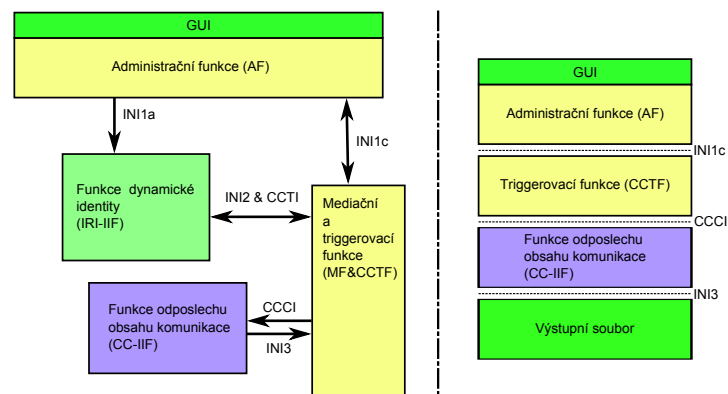 GUI
Administrační funkce (AF)
INI1a
INI1c
Funkce dynamické
identity
(IRI-IIF)
INI2 & CCTI
Mediační
a
triggerovací
funkce
(MF&CCTF)
Funkce odposlechu
obsahu komunikace
(CC-IIF)
CCCI
INI3
GUI
Administrační funkce (AF)
INI1c
Triggerovací funkce (CCTF)
CCCI
Funkce odposlechu
obsahu komunikace
(CC-IIF)
INI3
Výstupní soubor